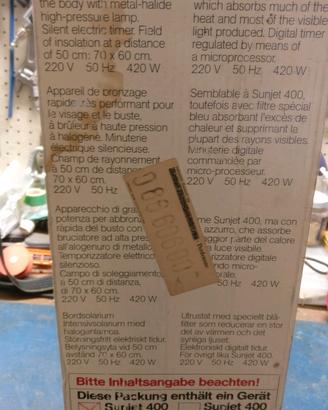 the body with metal-halide
high-pressure lamp.
Silent electric timer. Field
of insolation at a distance
of 50 cm: 70 x 60 cm.
220 V 50 Hz 420 W
which absorbs much of the
heat and most of the visible
light produced. Digital timer
regulated by means of
a microprocessor.
220 V 50 Hz 420 W
Appareil de bronzage
rapide très performant pour
le visage et le buste,
à brûleur à haute pression
à halogène. Minuterie
électrique silencieuse.
Champ de rayonnement
à 50 cm de distance
70 x 60 cm.
220 V 50 Hz
Semblable à Sunjet 400,
toutefois avec filtre spécial
bleu absorbant l'excès de
chaleur et supprimant la
plupart des rayons visibles.
Minuterie digitale
commandée par
micro-processeur.
220 V 50 Hz 420 W
Apparecchio di
potenza per abbron
rapida del busto con
bruciatore ad alta pres
all'alogenuro di metallo
Temporizzatore elettric
silenzioso.
Campo di soleggiamento
a 50 cm di distanza,
di 70 x 60 cm.
220 V 50 Hz 420 W
me Sunjet 400, ma con
azzurro, che assorbe
ggior parte del calore
a luce visibile.
orizzatore digitale
ndo micro-
50 Hz 420 W
Bordsolarium
Intensivsolarium med
halogenlampa.
Störningsfritt elektriskt tidur.
Belysningsyta vid 50 cm
avstånd 70 x 60 cm.
220 V 50 Hz 420 W
Utrustat med speciellt blå-
filter som reducerar en stor
del av värmen och det
synliga ljuset.
Elektroniskt digitalt tidur.
För övrigt lika Sunjet 400.
220 V 50 Hz 420 W
Bitte Inhaltsangabe beachten!
Diese Packung enthält ein Gerät
Sunjet 400
Sunjet 400